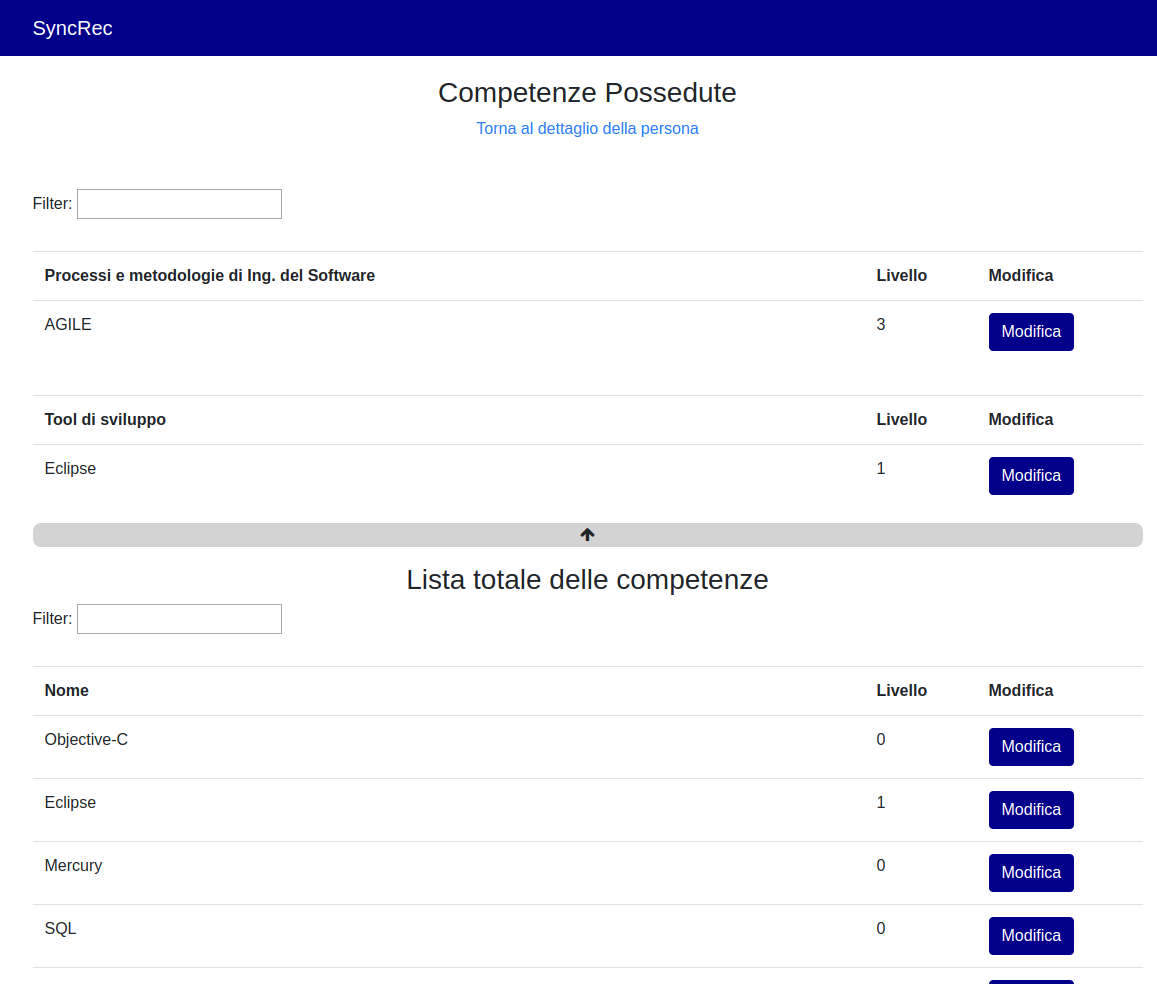 SyncRec
Competenze Possedute
Torna al dettaglio della persona
Filter:
Processi e metodologie di Ing. del Software Livello Modifica
AGILE 3 Modifica
Tool di sviluppo Livello Modifica
Eclipse 1 Modifica
Lista totale delle competenze
Filter:
Nome Livello Modifica
Objective-C 0 Modifica
Eclipse 1 Modifica
Mercury 0 Modifica
SQL 0 Modifica